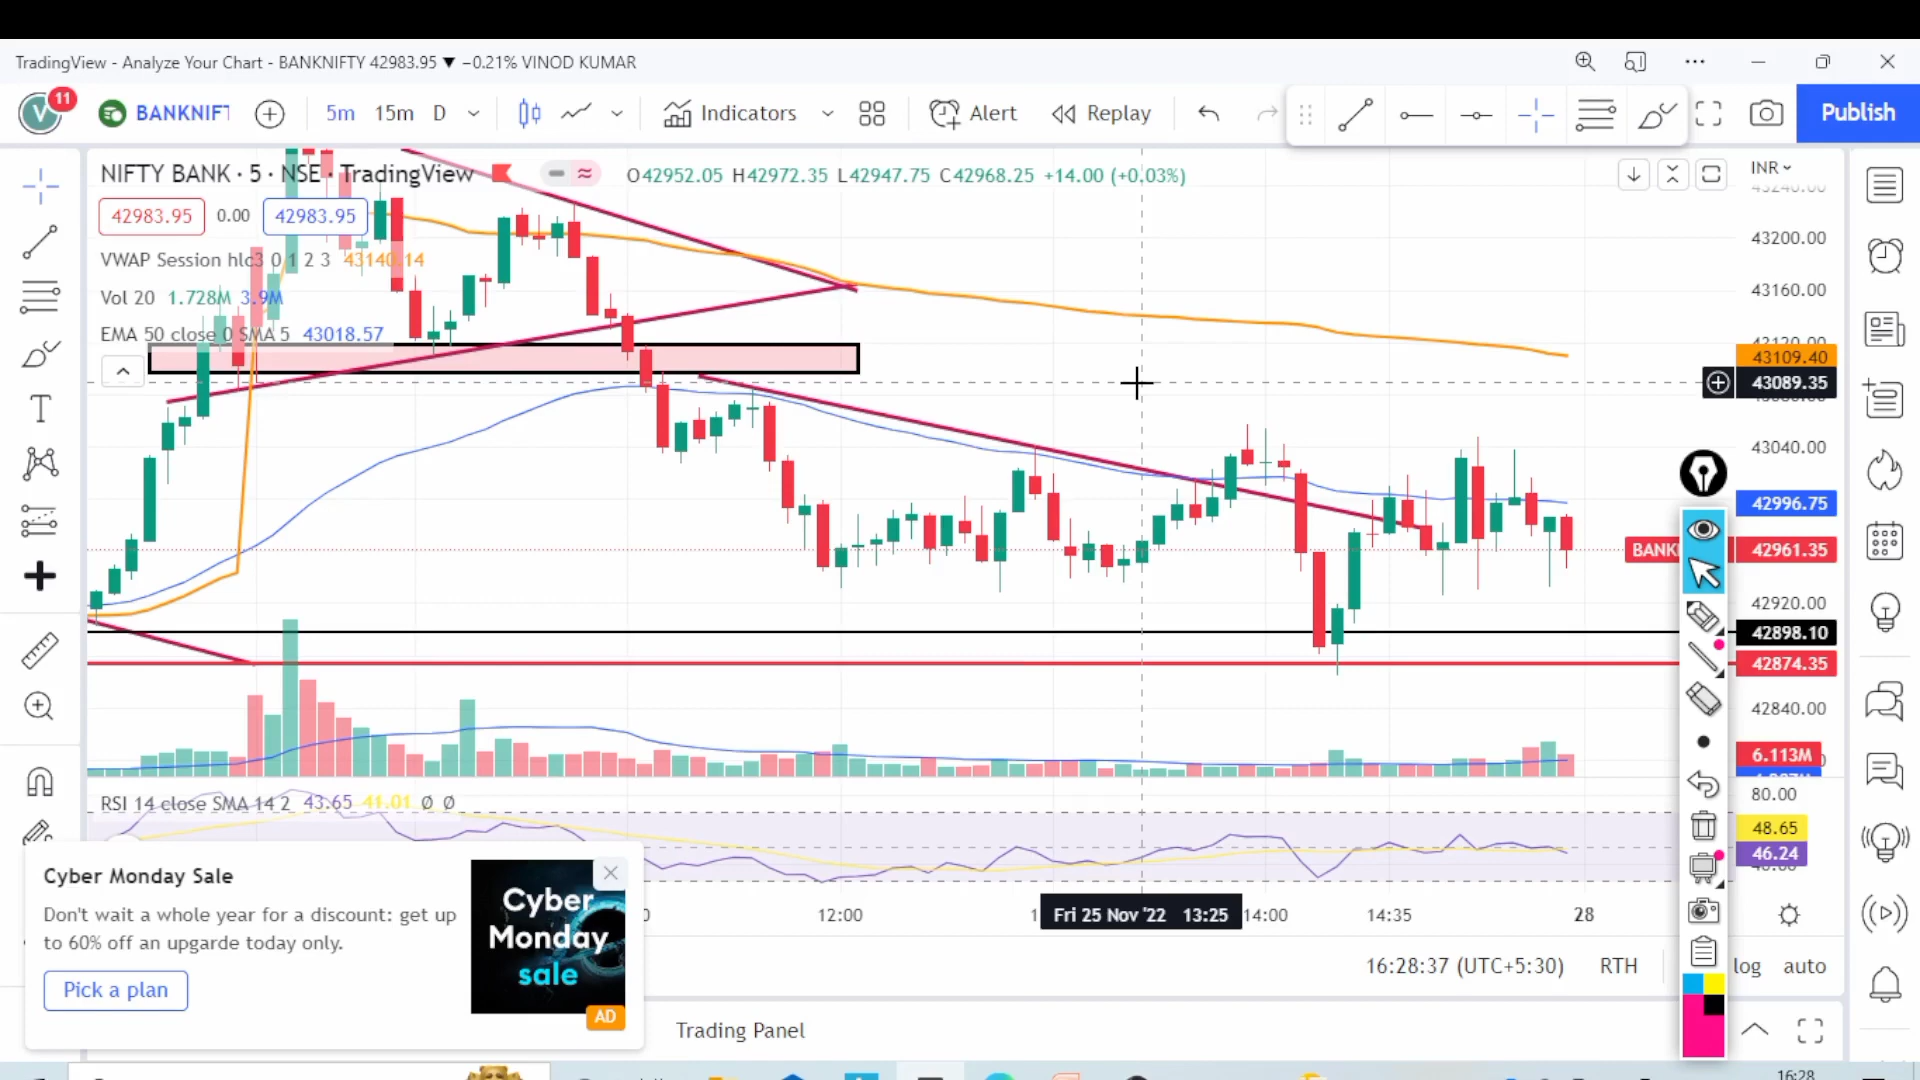 TradingView - Analyze Your Chart - BANKNIFTY 42983.95 ▼ −0.21% VINOD KUMAR
V 11 BANKNIFT 5m 15m D Indicators Alert Replay Publish
NIFTY BANK · 5 · NSE · TradingView O42952.05 H42972.35 L42947.75 C42968.25 +14.00 (+0.03%) INR
42983.95 0.00 42983.95
VWAP Session hlc3 0 1 2 3 43140.14
Vol 20 1.728M 3.9M
EMA 50 close 0 SMA 5 43018.57
43240.00
43200.00
43160.00
43120.00
43109.40
43089.35
43040.00
42996.75
BANK 42961.35
42920.00
42898.10
42874.35
42840.00
6.113M
80.00
RSI 14 close SMA 14 2 43.65 41.01 Ø Ø
48.65
46.24
12:00 Fri 25 Nov '22 13:25 14:00 14:35 28
Cyber Monday Sale
Don't wait a whole year for a discount: get up
to 60% off an upgarde today only.
Pick a plan
Cyber
Monday
sale
AD
16:28:37 (UTC+5:30) RTH log auto
Trading Panel
16:28